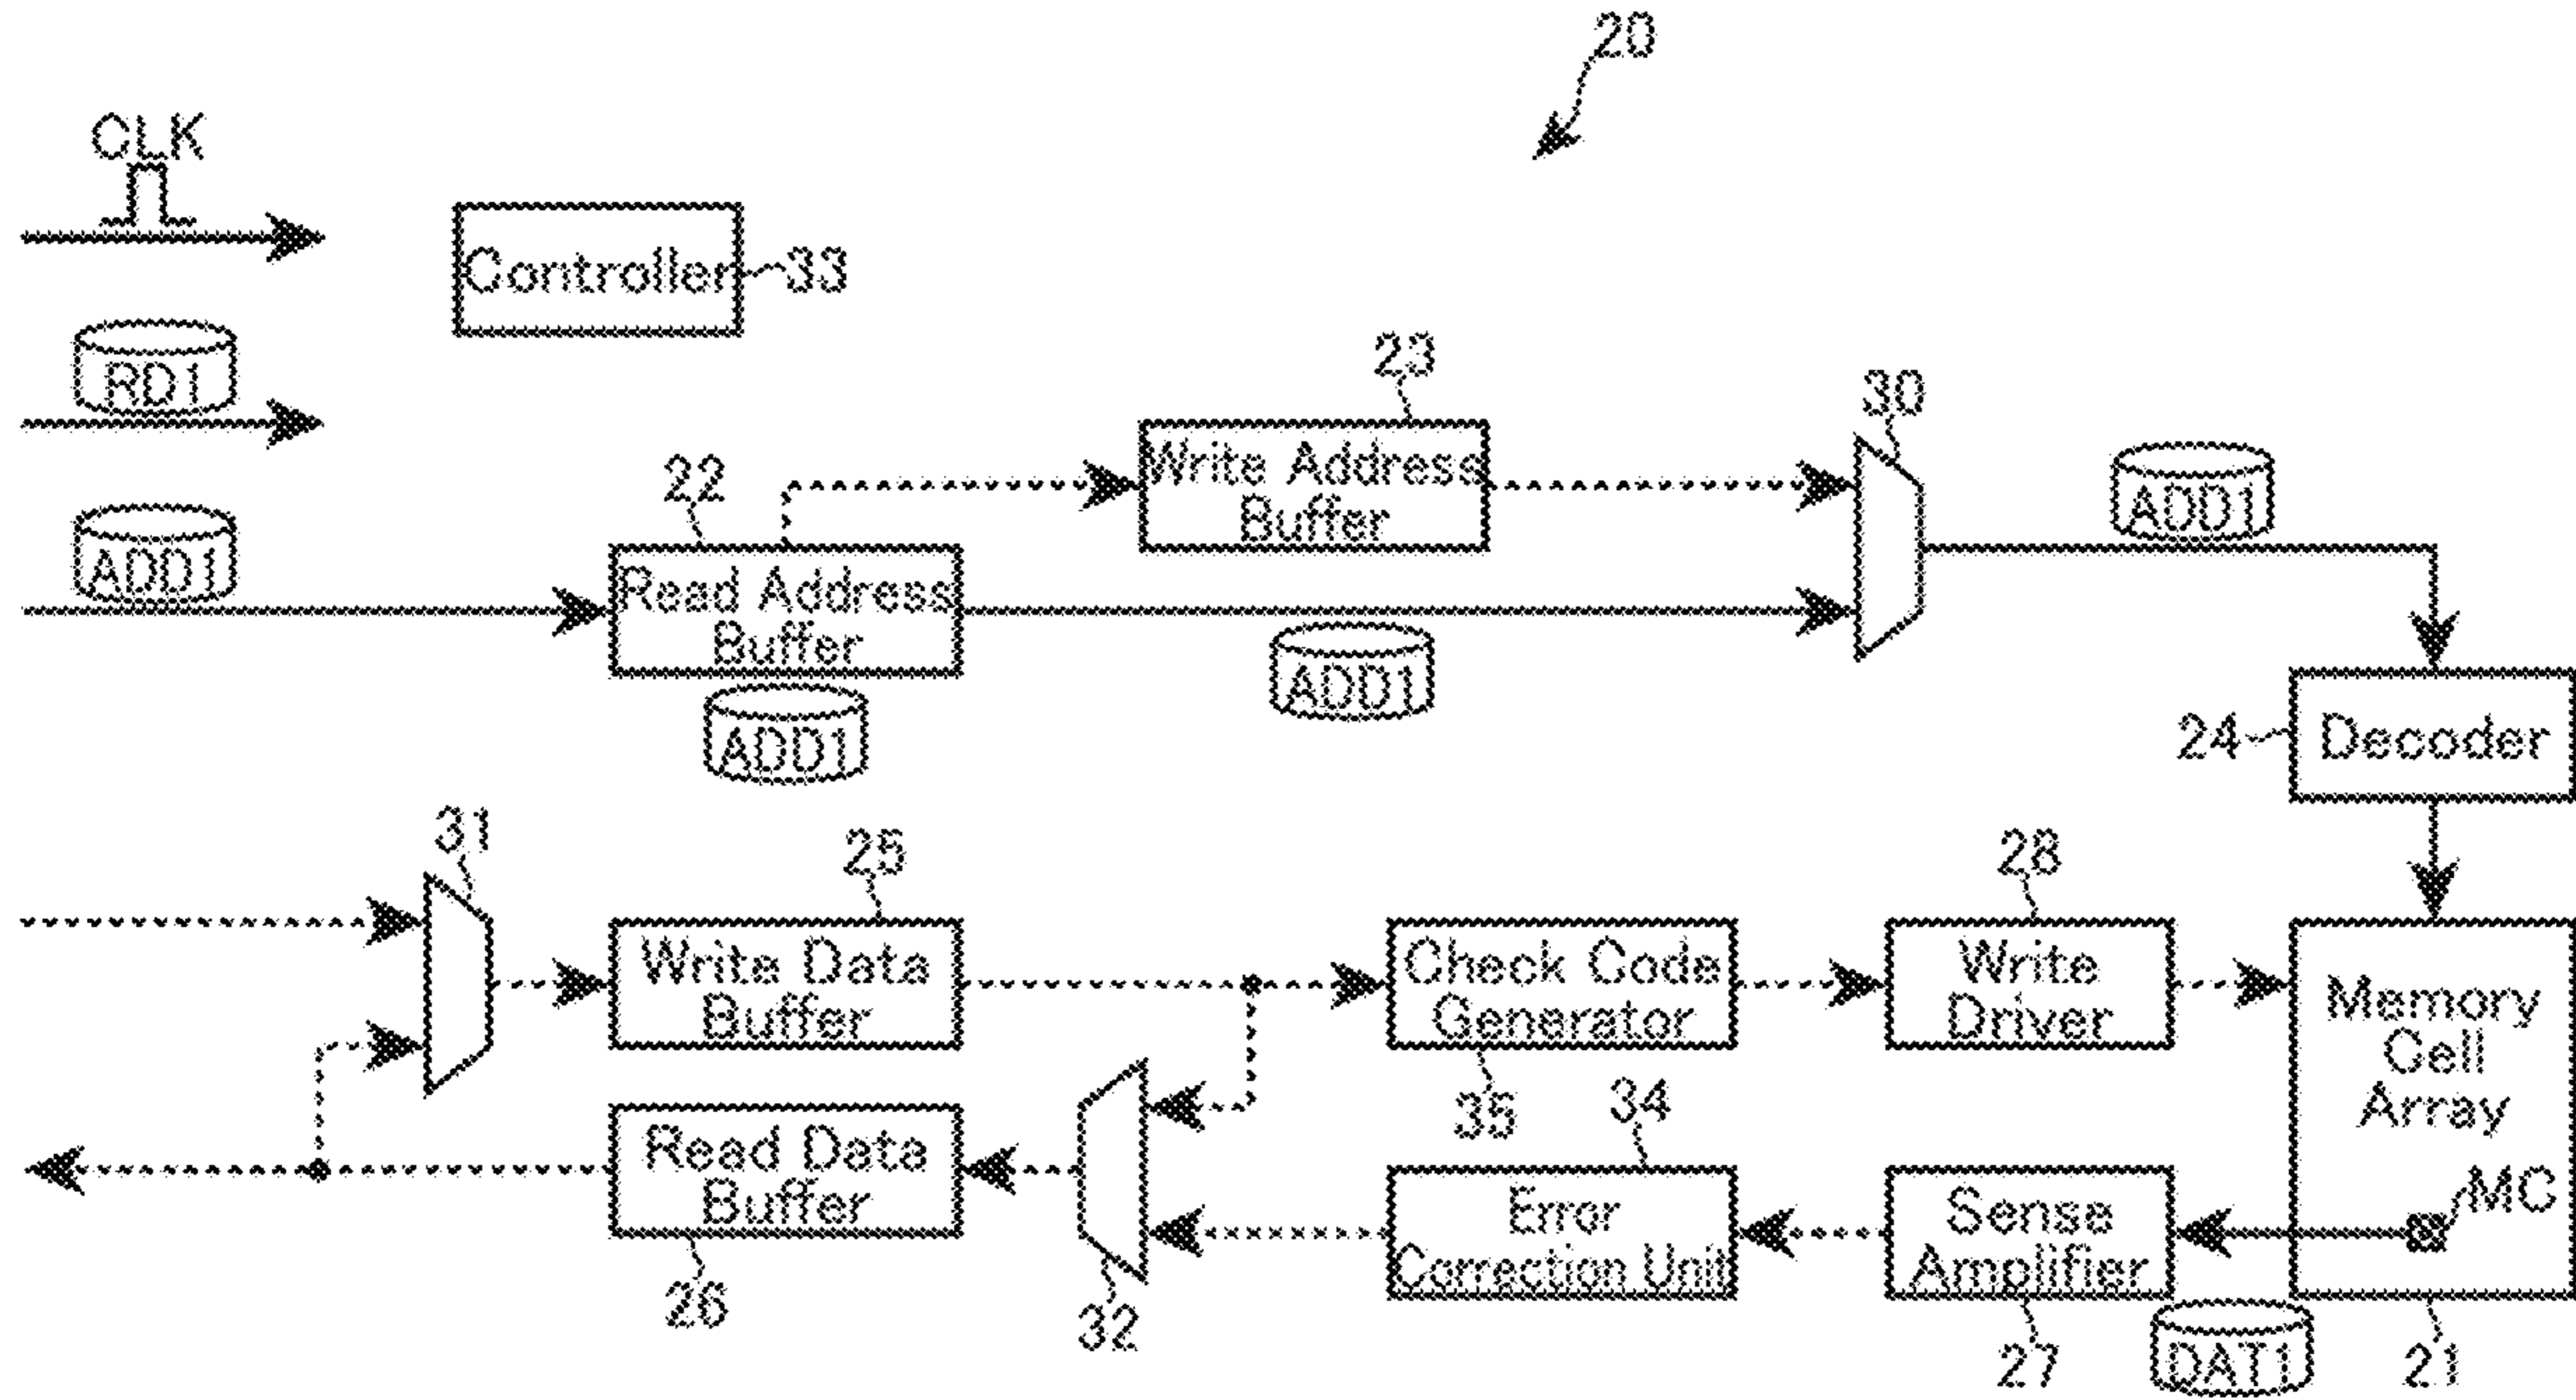 20
CLK
Controller
33
RD1
23
30
22
Write Address
Buffer
ADD1
ADD1
Read Address
Buffer
ADD1
ADD1
24
Decoder
31
25
28
Write Data
Buffer
Check Code
Generator
Write
Driver
Memory
Cell
Array
35
34
Read Data
Buffer
MC
Error
Correction Unit
Sense
Amplifier
26
32
27
DAT1
21